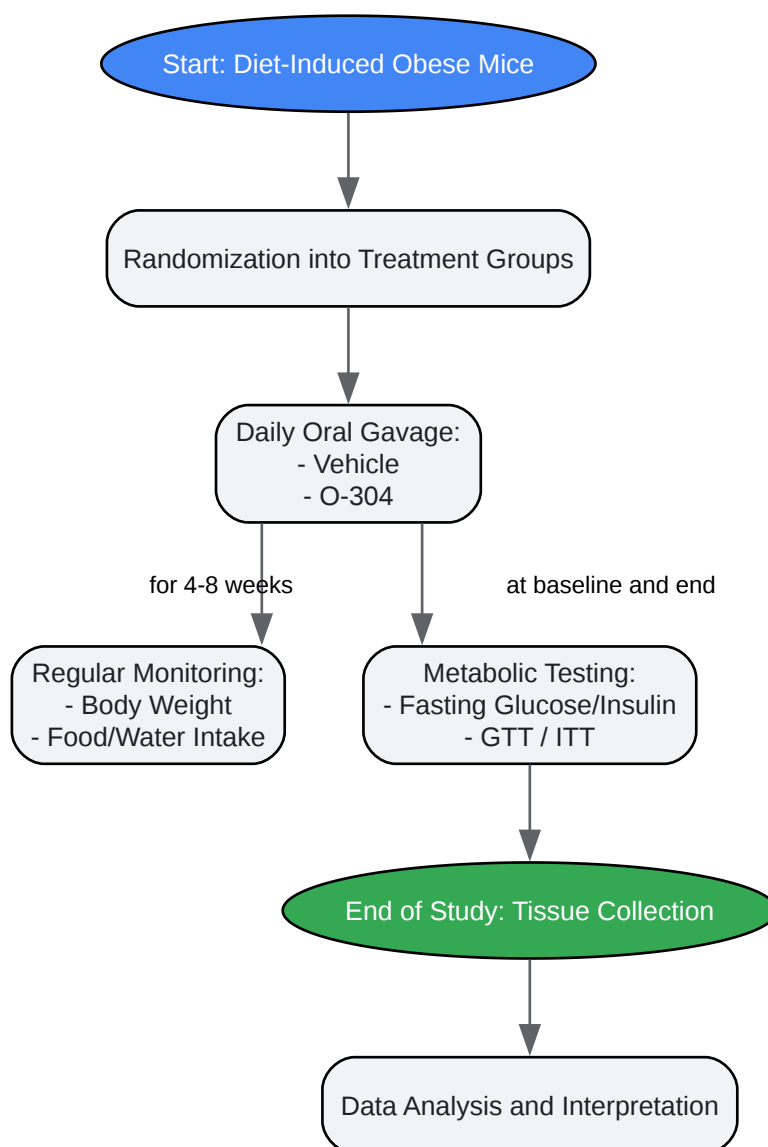 Start: Diet-Induced Obese Mice
Randomization into Treatment Groups
Daily Oral Gavage:
- Vehicle
- O-304
for 4-8 weeks
at baseline and end
Regular Monitoring:
- Body Weight
- Food/Water Intake
Metabolic Testing:
- Fasting Glucose/Insulin
- GTT / ITT
End of Study: Tissue Collection
Data Analysis and Interpretation